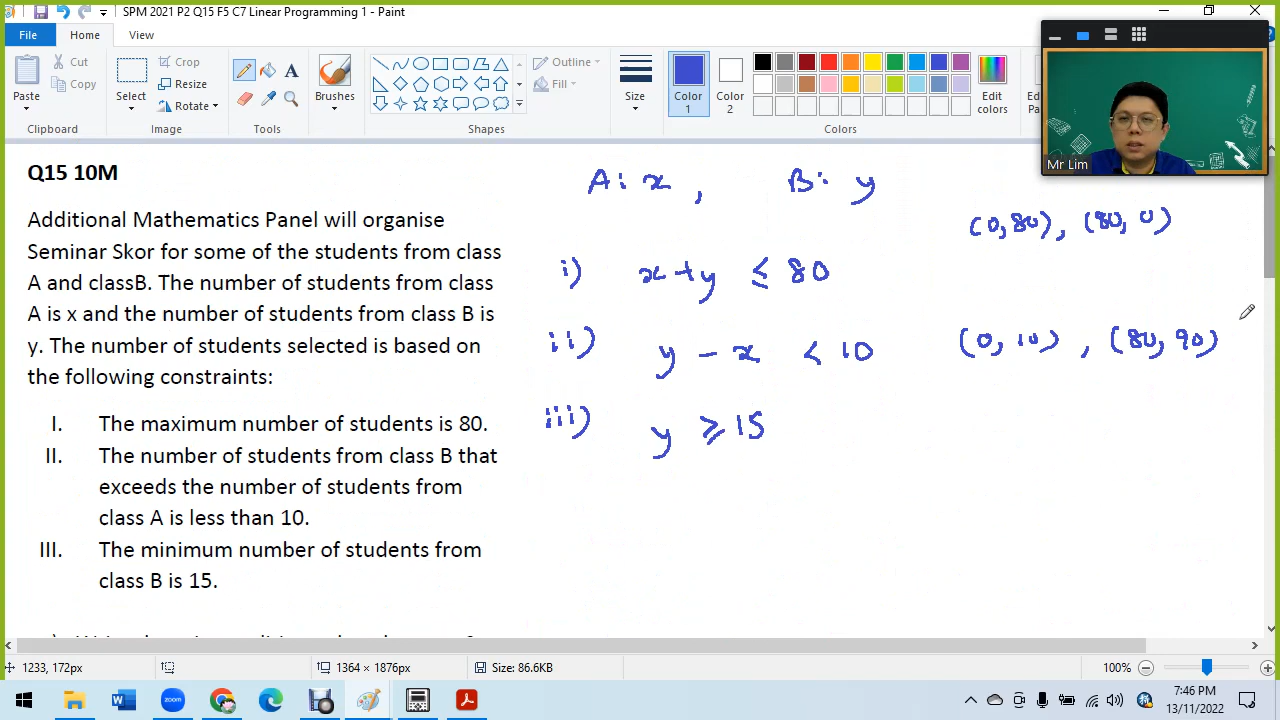 SPM 2021 P2 Q15 F5 C7 Linear Programming 1 - Paint
File Home View
Paste Cut Copy
Select Crop Resize Rotate
Brushes
Outline Fill
Size
Color 1
Color 2
Edit colors
Clipboard Image Tools Shapes Colors
Mr Lim
Q15 10M
Additional Mathematics Panel will organise
Seminar Skor for some of the students from class
A and classB. The number of students from class
A is x and the number of students from class B is
y. The number of students selected is based on
the following constraints:
I. The maximum number of students is 80.
II. The number of students from class B that
exceeds the number of students from
class A is less than 10.
III. The minimum number of students from
class B is 15.
A: x, B: y
(0, 80), (80, 0)
i) x + y ≤ 80
ii) y - x < 10 (0, 10), (80, 90)
iii) y ≥ 15
1233, 172px 1364 × 1876px Size: 86.6KB 100%
zoom
7:46 PM
13/11/2022